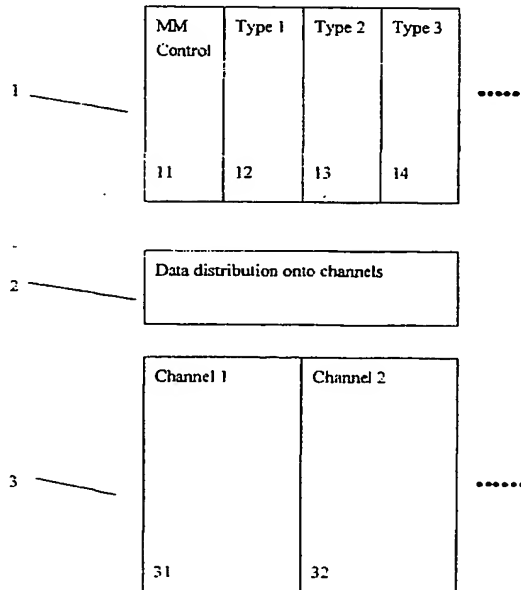 MM Control
Type 1
Type 2
Type 3
1
11
12
13
14
2
Data distribution onto channels
Channel 1
Channel 2
3
31
32